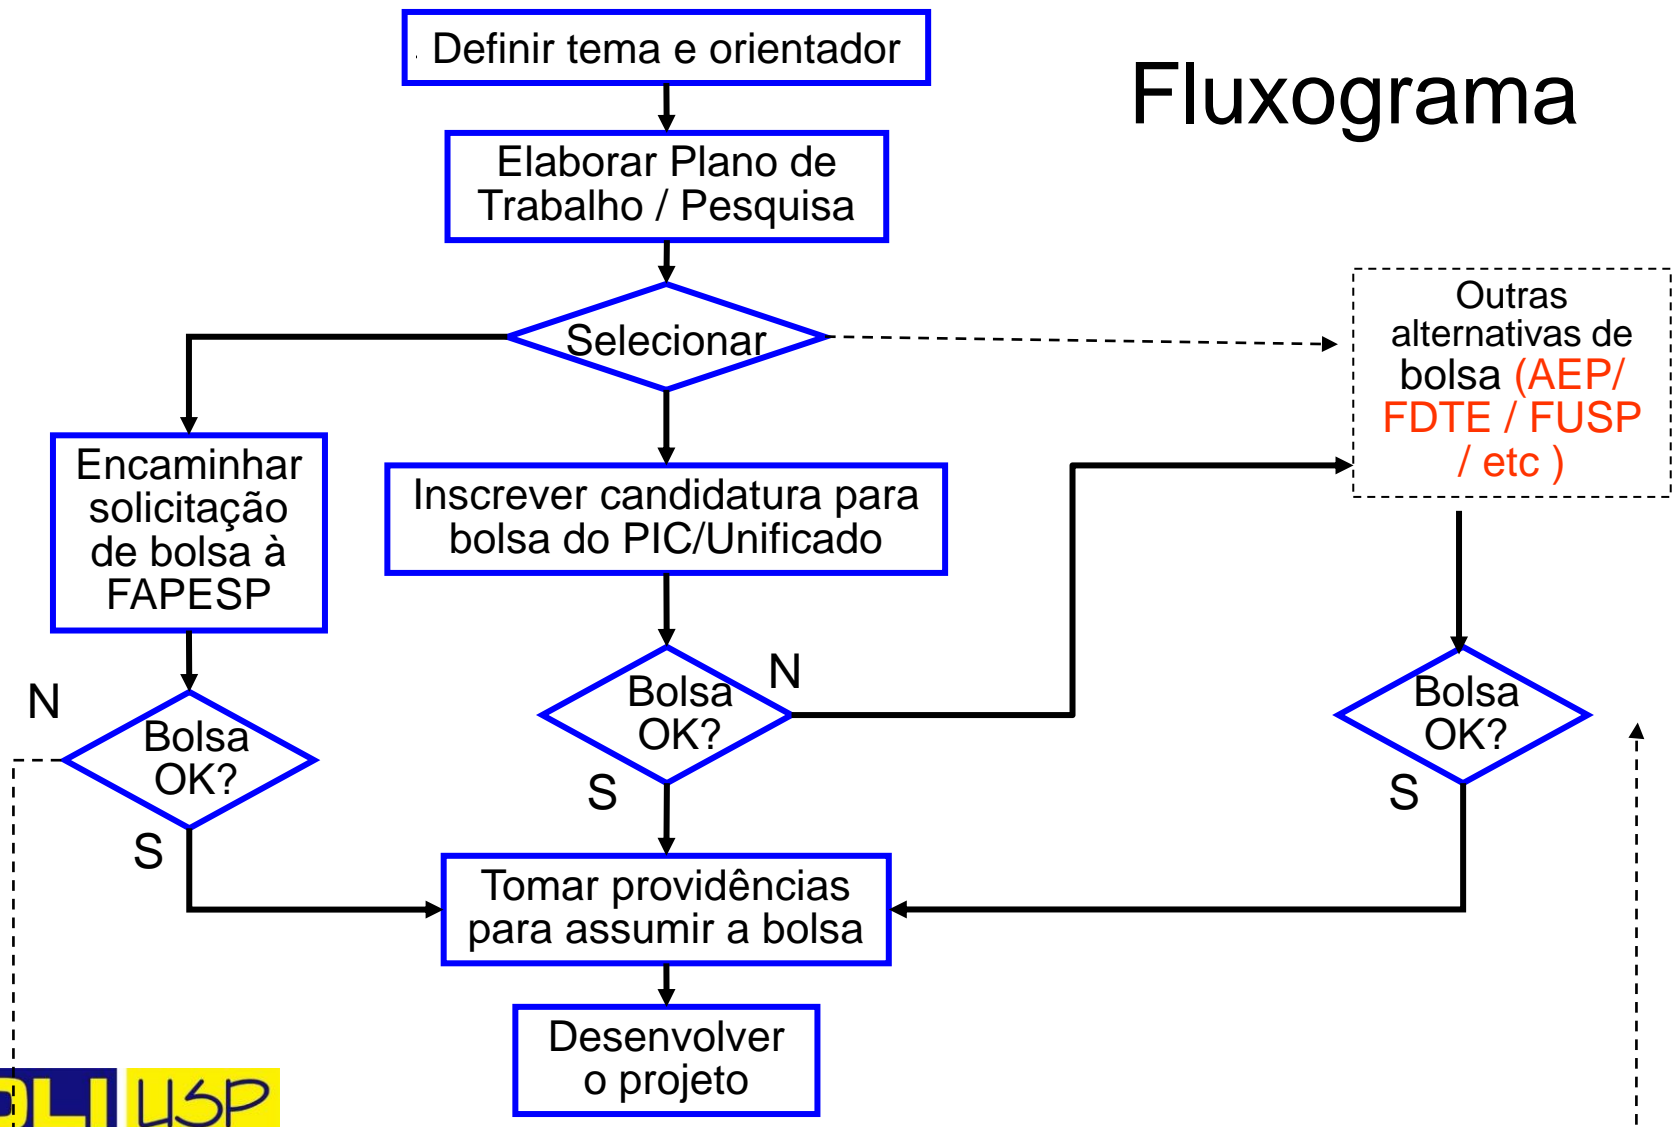 . Definir tema e orientador
Fluxograma
Elaborar Plano de
Trabalho / Pesquisa
Selecionar
Outras
alternativas de
bolsa (AEP/
FDTE / FUSP
/ etc )
Encaminhar
solicitação
de bolsa à
FAPESP
Inscrever candidatura para
bolsa do PIC/Unificado
N
Bolsa
OK?
S
N
Bolsa
OK?
S
Bolsa
OK?
S
Tomar providências
para assumir a bolsa
Desenvolver
o projeto
OLI USP